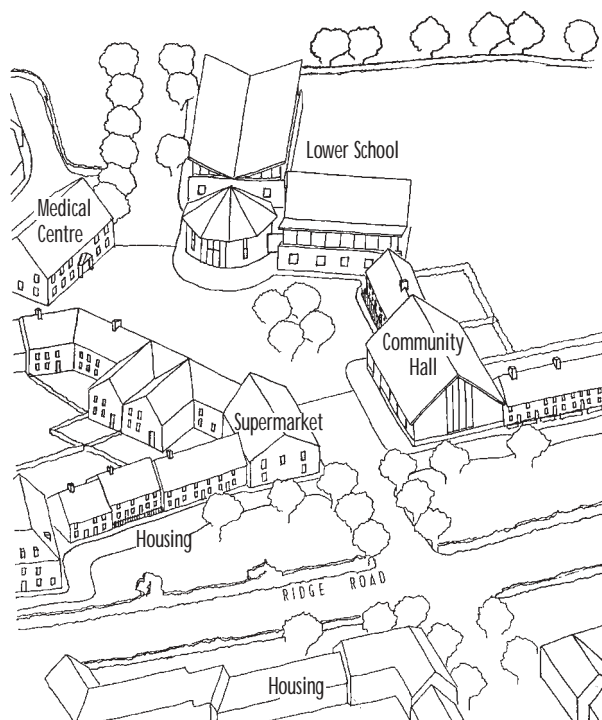 Lower School
Medical
Centre
Community
Hall
Supermarket
Housing
RIDGE ROAD
Housing